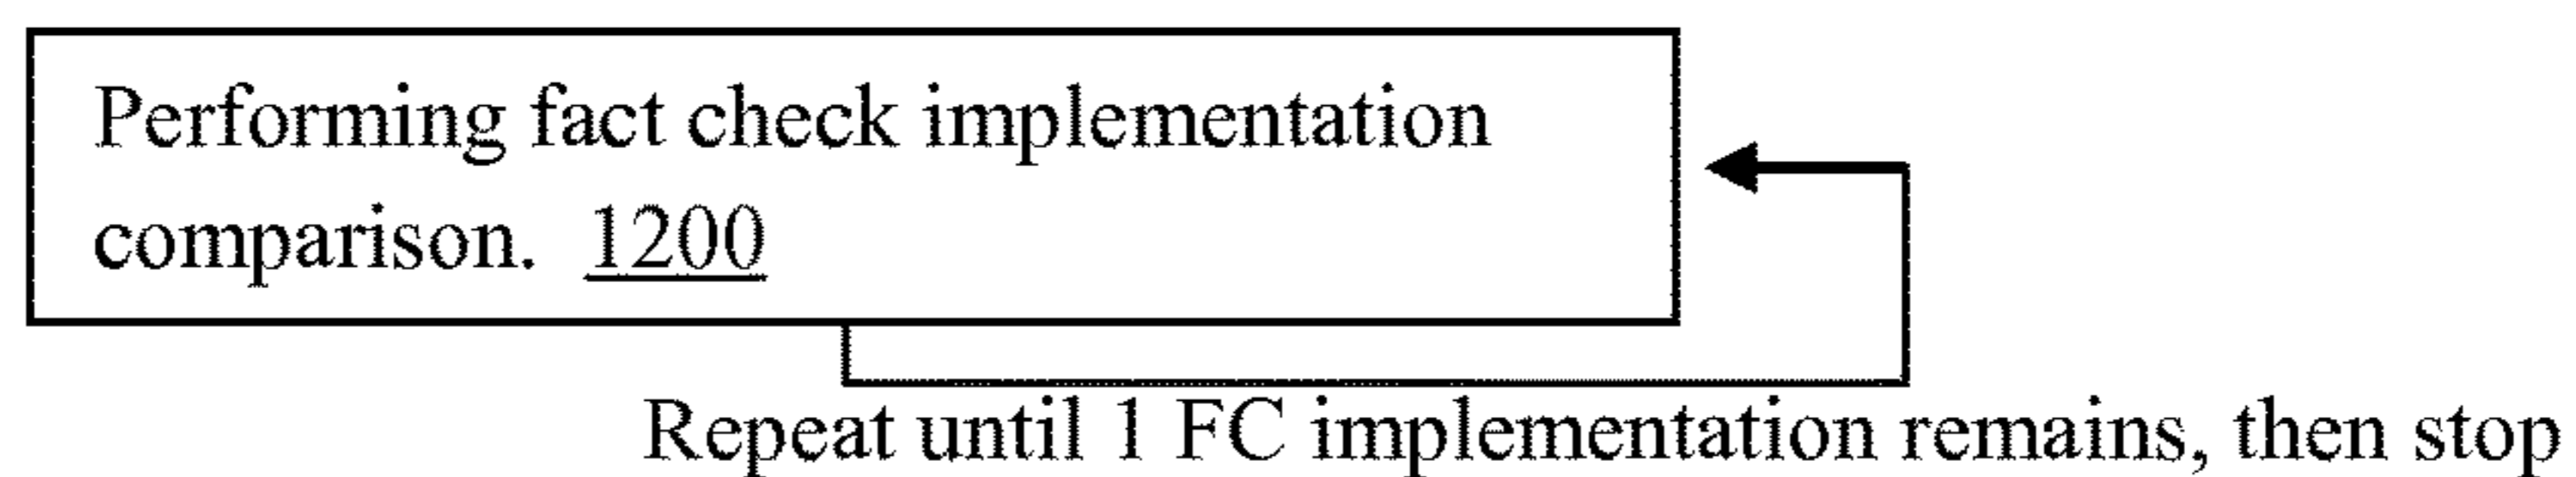 Performing fact check implementation
comparison. 1200
Repeat until 1 FC implementation remains, then stop